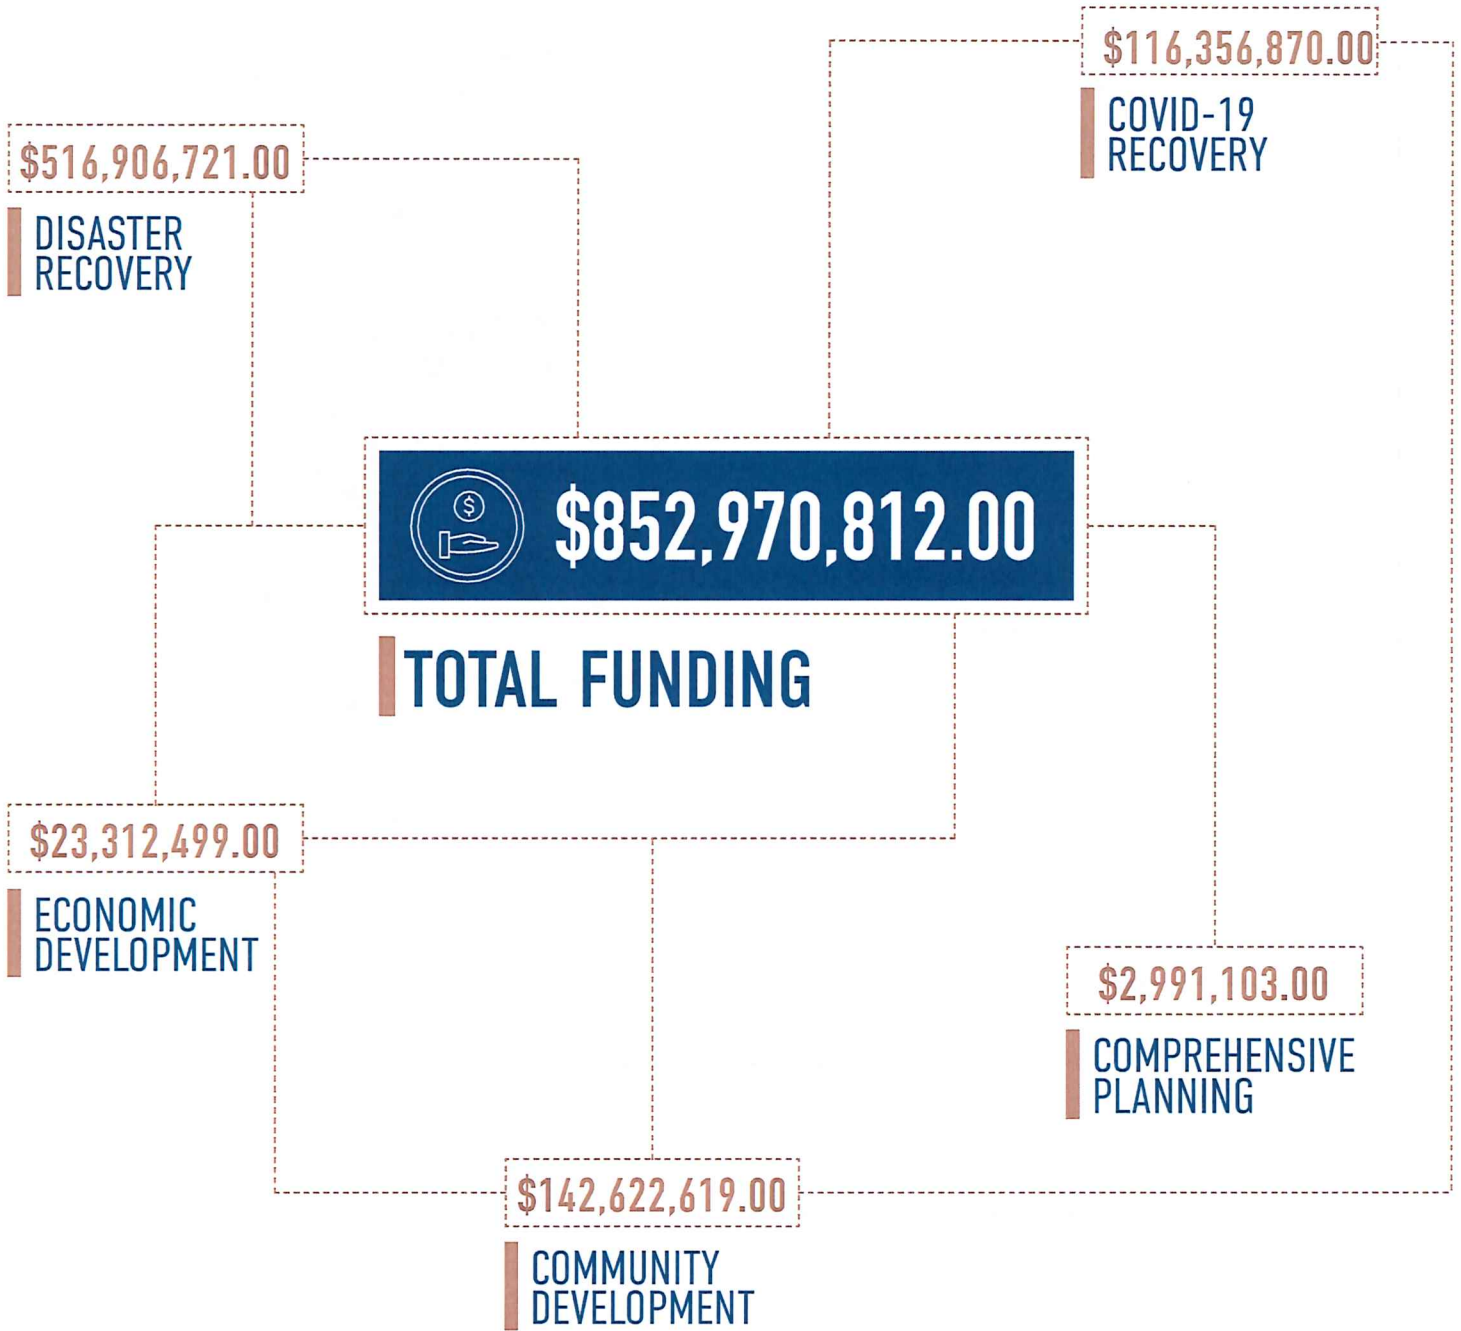 $116,356,870.00
COVID-19
RECOVERY
$516,906,721.00
DISASTER
RECOVERY
$
$852,970,812.00
TOTAL FUNDING
$23,312,499.00
ECONOMIC
DEVELOPMENT
$2,991,103.00
COMPREHENSIVE
PLANNING
$142,622,619.00
COMMUNITY
DEVELOPMENT